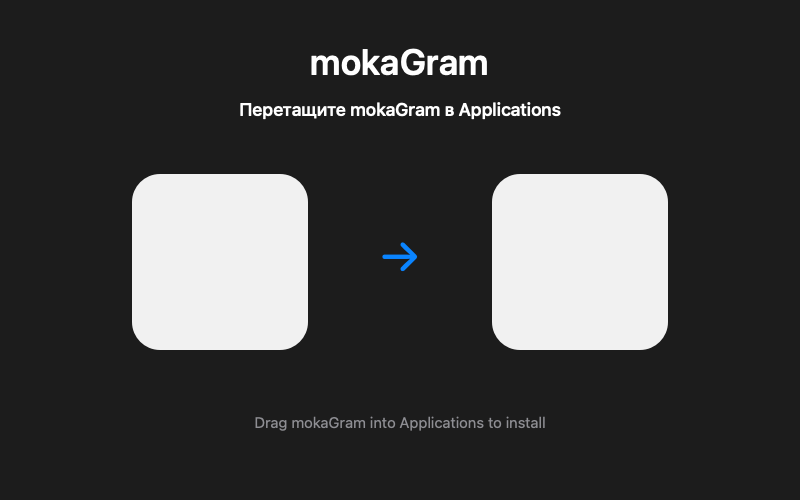 mokaGram
Перетащите mokaGram в Applications
Drag mokaGram into Applications to install